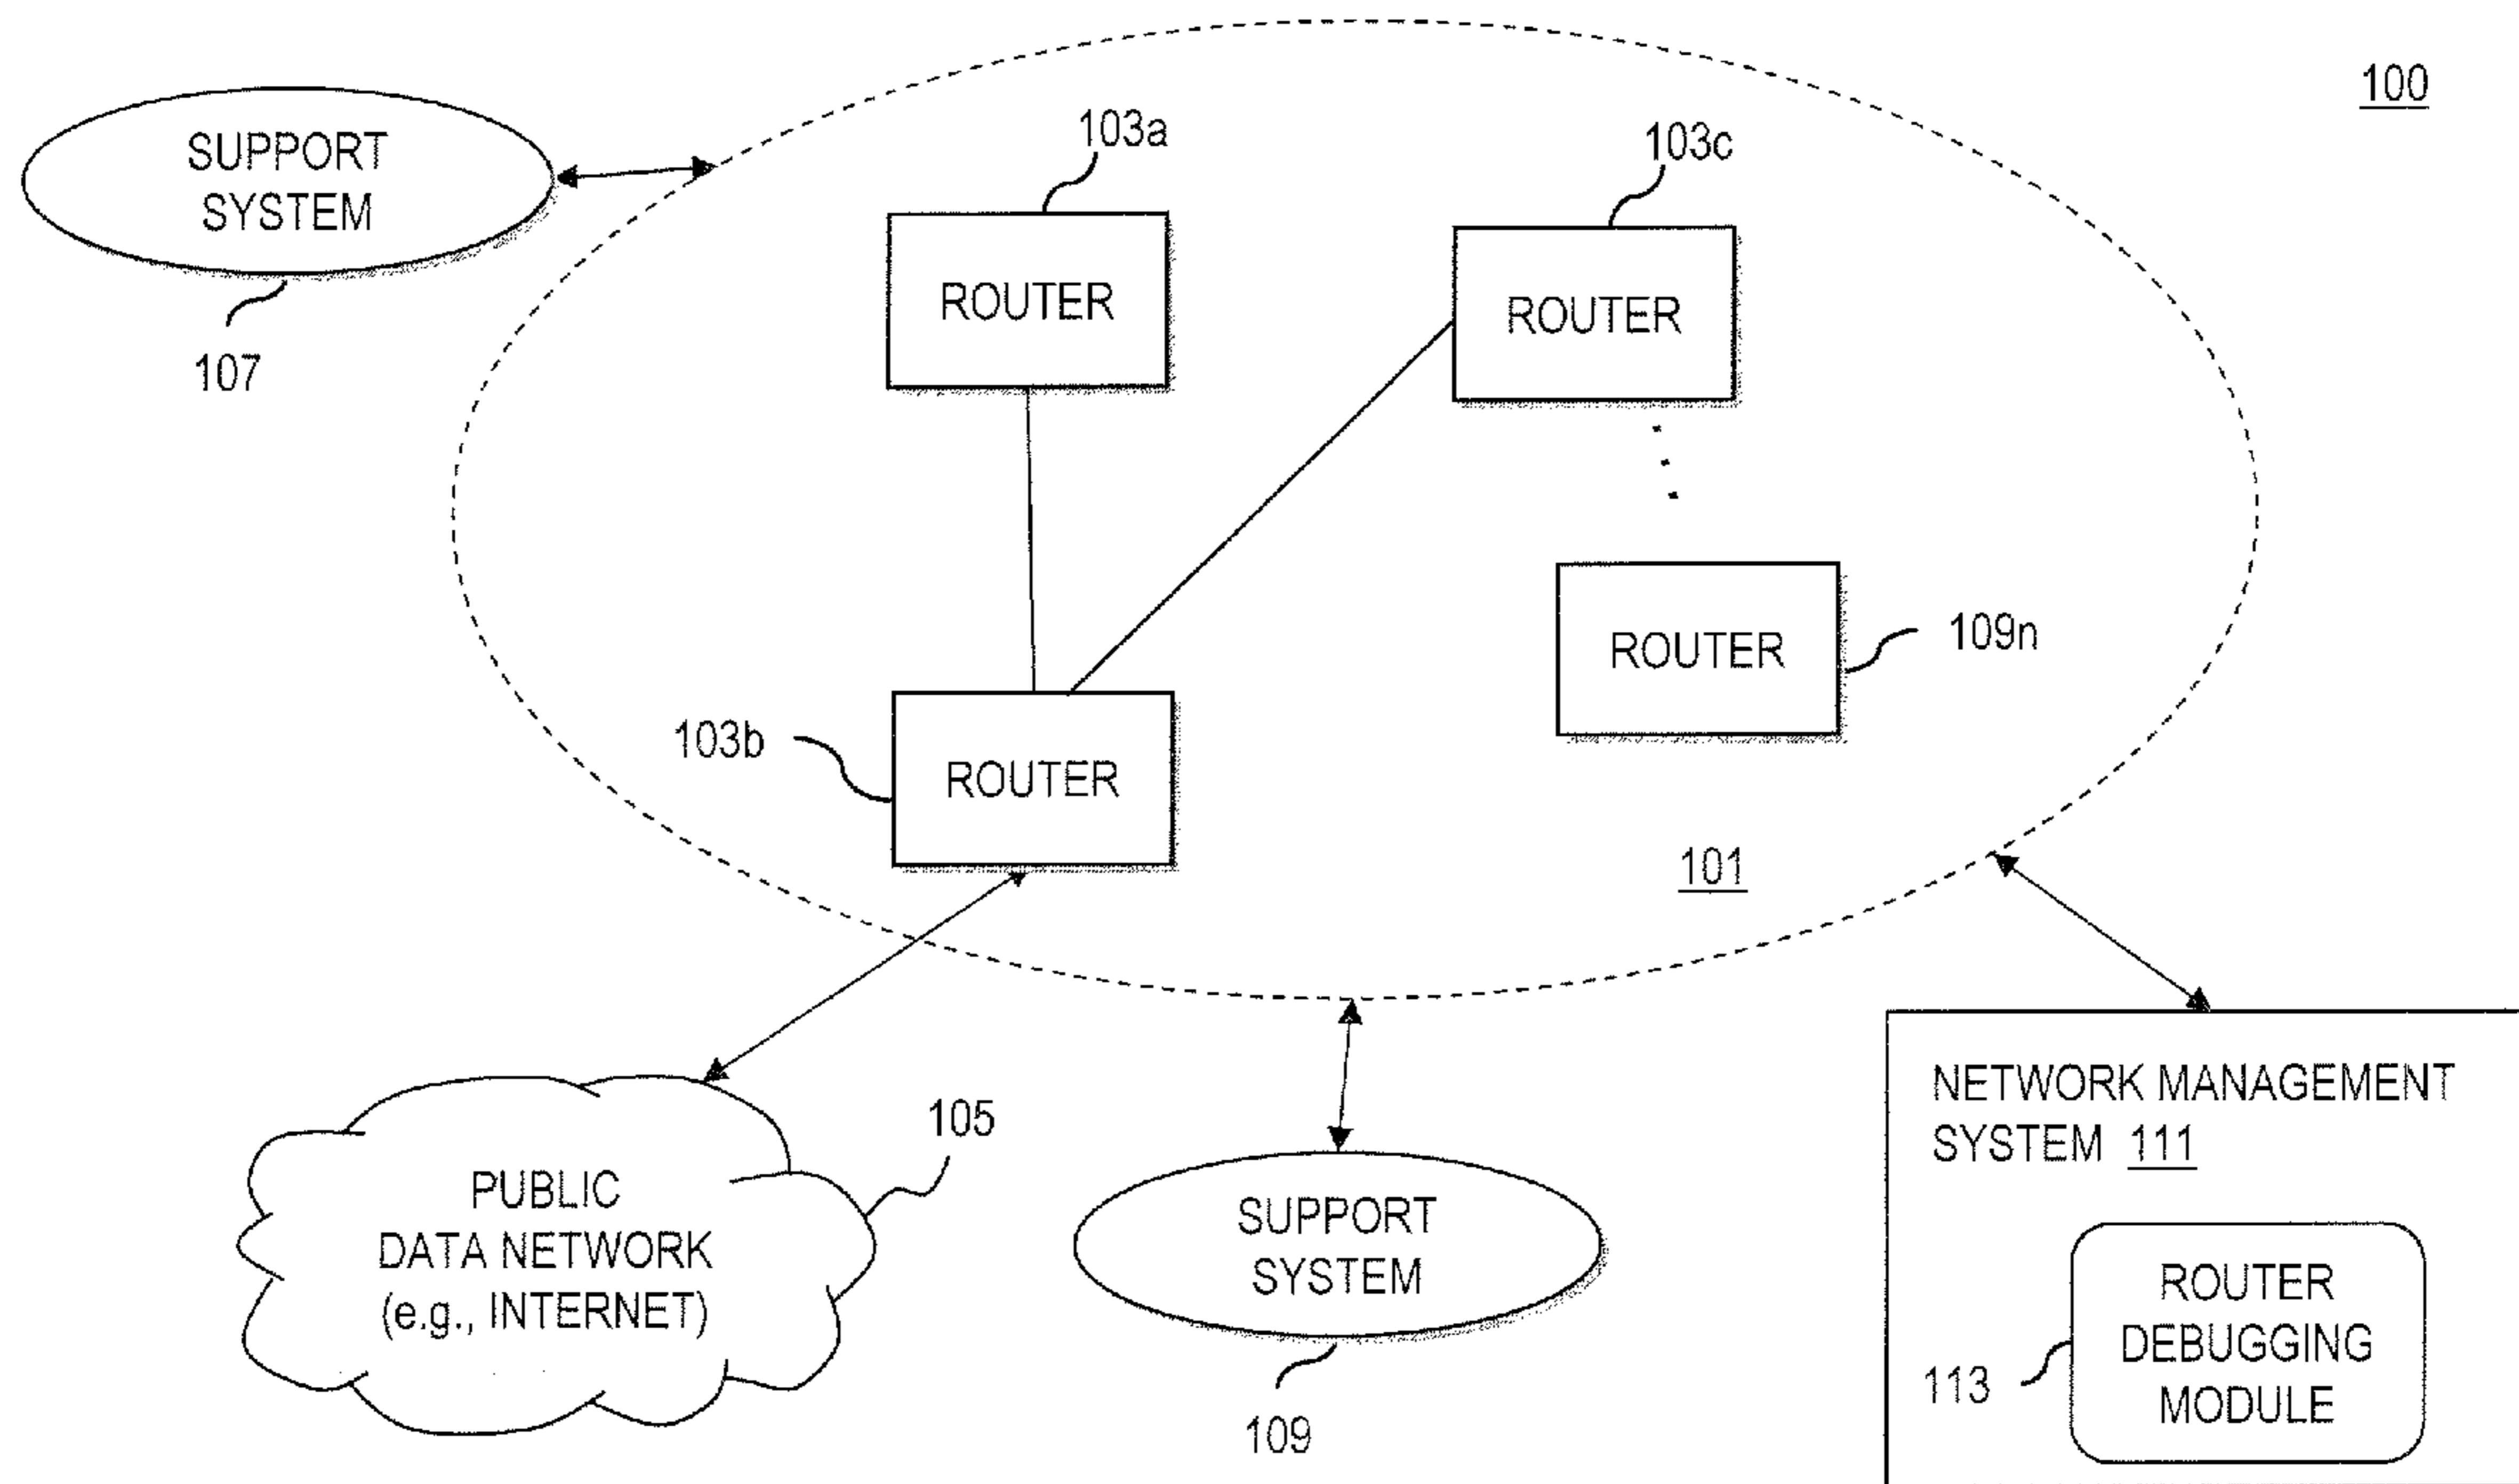 100
SUPPORT
SYSTEM
107
103a
ROUTER
103c
ROUTER
ROUTER
109n
103b
ROUTER
101
PUBLIC
DATA NETWORK
(e.g., INTERNET)
105
SUPPORT
SYSTEM
109
NETWORK MANAGEMENT
SYSTEM 111
ROUTER
DEBUGGING
MODULE
113